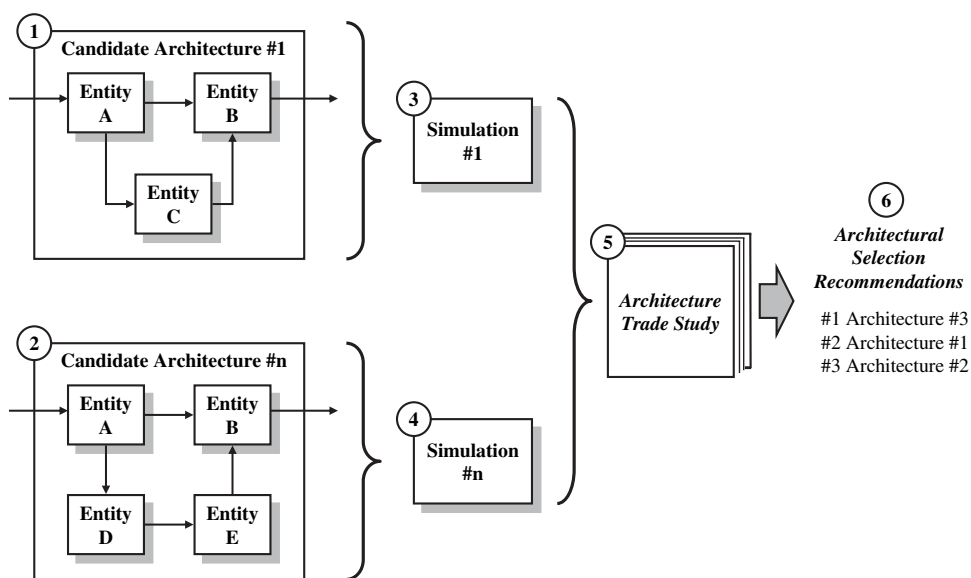 1
Candidate Architecture #1
Entity
A
Entity
B
Entity
C
2
Candidate Architecture #n
Entity
A
Entity
B
Entity
D
Entity
E
3
Simulation
#1
4
Simulation
#n
5
Architecture
Trade Study
6
Architectural
Selection
Recommendations
#1 Architecture #3
#2 Architecture #1
#3 Architecture #2